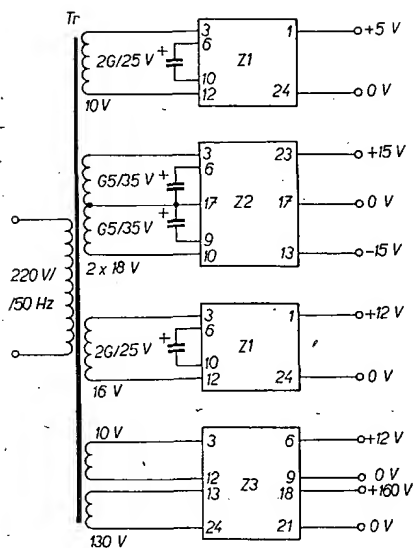 Tr
3
6
2G/25 V +
10
12
10V
Z1
1
24
+5 V
0 V
3
6
G5/35 V +
17
G5/35 V +
9
10
2 x 18 V
Z2
23
17
13
+15 V
0 V
-15 V
220 V/
/50 Hz
3
6
2G/25 V +
10
12
16 V
Z1
1
24
+12 V
0 V
10 V
3
12
13
24
130 V
Z3
6
9
18
21
+12 V
0 V
+160V
0 V